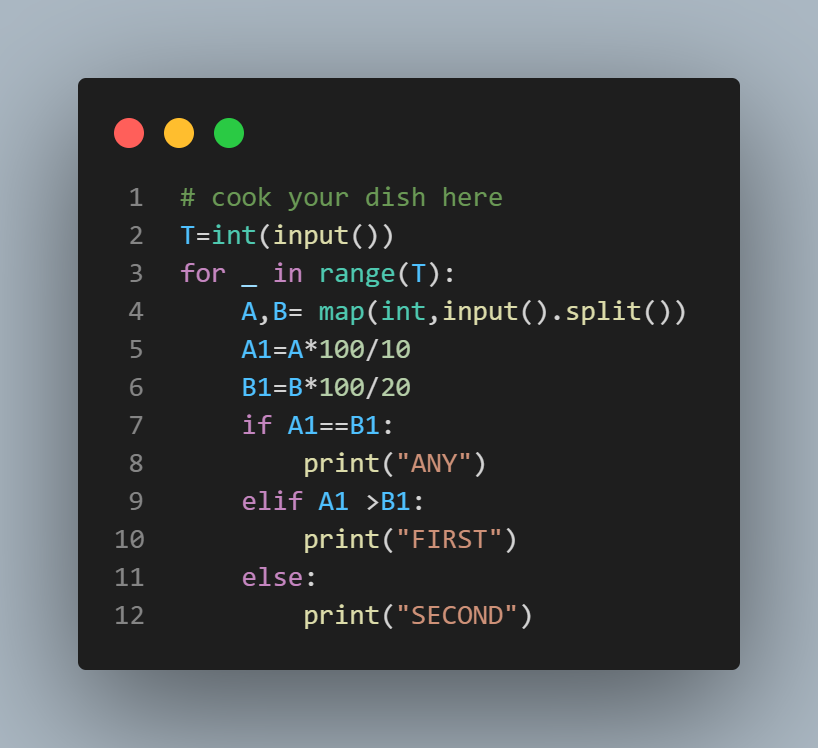 1 # cook your dish here
2 T=int(input())
3 for _ in range(T):
4     A,B= map(int,input().split())
5     A1=A*100/10
6     B1=B*100/20
7     if A1==B1:
8         print("ANY")
9     elif A1 >B1:
10         print("FIRST")
11     else:
12         print("SECOND")